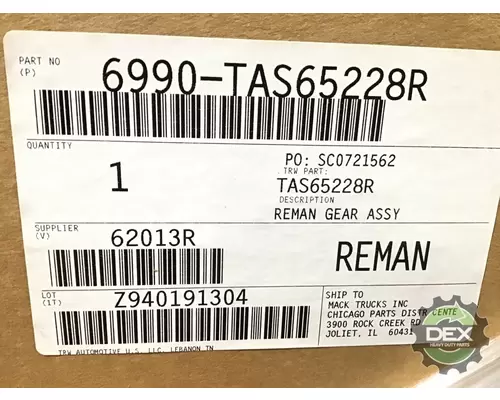 PART NO
(P)
6990-TAS65228R
QUANTITY
1
PO: SC0721562
TRW PART:
TAS65228R
DESCRIPTION
REMAN GEAR ASSY
SUPPLIER
(V)
62013R
REMAN
LOT
(1T)
Z940191304
SHIP TO
MACK TRUCKS INC
CHICAGO PARTS DISTR CENTE
3900 ROCK CREEK RD
JOLIET, IL 60431
TRW AUTOMOTIVE U.S. LLC, LEBANON, TN
DEX
HEAVY DUTY PARTS